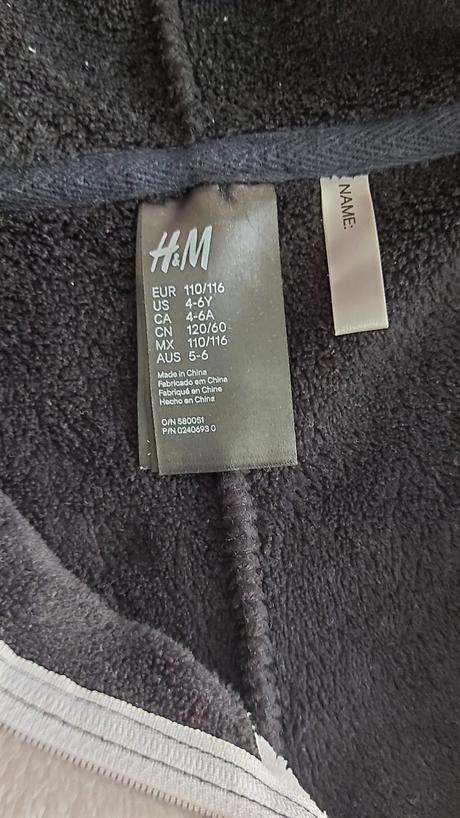 H&M
EUR 110/116
US 4-6Y
CA 4-6A
CN 120/60
MX 110/116
AUS 5-6
Made in China
Fabricado em China
Fabriqué en Chine
Hecho en China
O/N 580051
P/N 0240693 0
NAME: